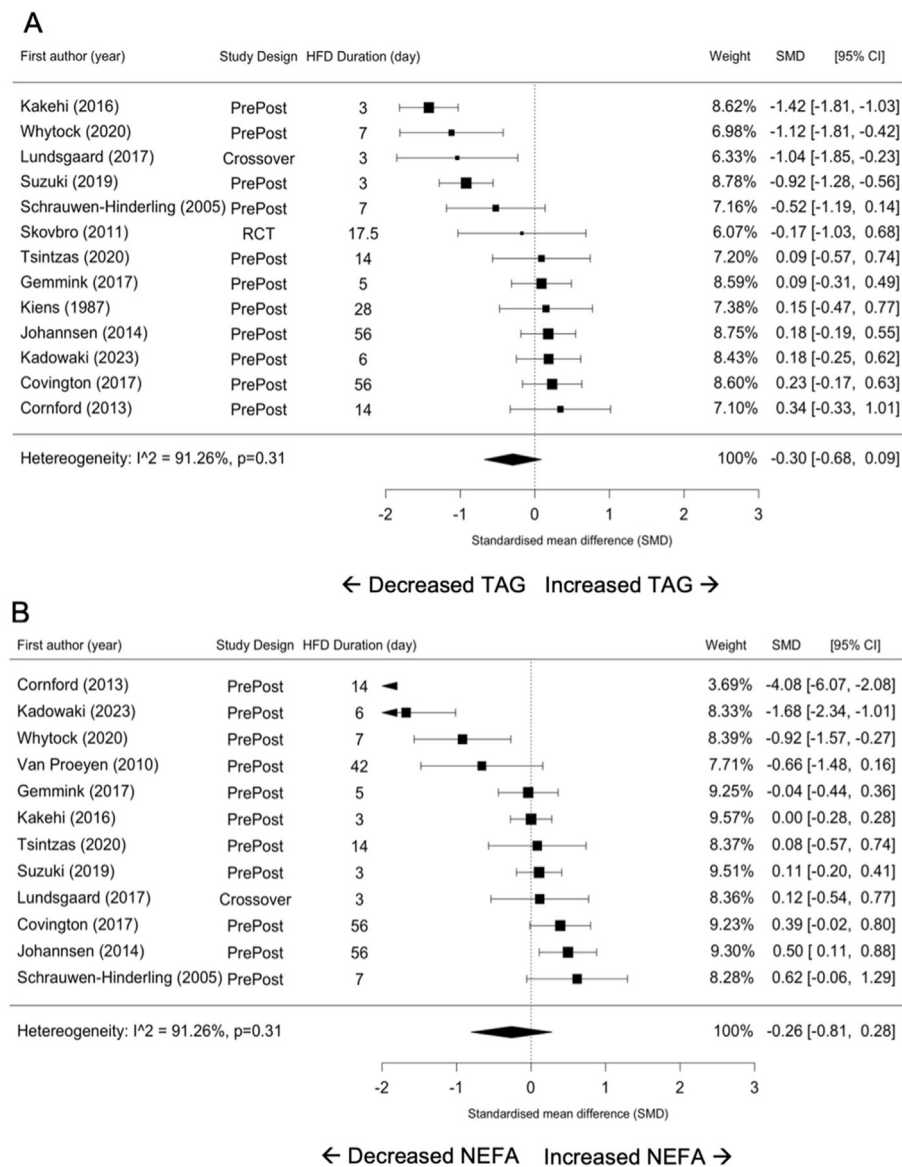 A
First author (year) Study Design HFD Duration (day) Weight SMD [95% CI]
Kakehi (2016) PrePost 3 8.62% -1.42 [-1.81, -1.03]
Whytock (2020) PrePost 7 6.98% -1.12 [-1.81, -0.42]
Lundsgaard (2017) Crossover 3 6.33% -1.04 [-1.85, -0.23]
Suzuki (2019) PrePost 3 8.78% -0.92 [-1.28, -0.56]
Schrauwen-Hinderling (2005) PrePost 7 7.16% -0.52 [-1.19, 0.14]
Skovbro (2011) RCT 17.5 6.07% -0.17 [-1.03, 0.68]
Tsintzas (2020) PrePost 14 7.20% 0.09 [-0.57, 0.74]
Gemmink (2017) PrePost 5 8.59% 0.09 [-0.31, 0.49]
Kiens (1987) PrePost 28 7.38% 0.15 [-0.47, 0.77]
Johannsen (2014) PrePost 56 8.75% 0.18 [-0.19, 0.55]
Kadowaki (2023) PrePost 6 8.43% 0.18 [-0.25, 0.62]
Covington (2017) PrePost 56 8.60% 0.23 [-0.17, 0.63]
Cornford (2013) PrePost 14 7.10% 0.34 [-0.33, 1.01]
Heterogeneity: I^2 = 91.26%, p=0.31 100% -0.30 [-0.68, 0.09]
-2 -1 0 1 2 3
Standardised mean difference (SMD)
← Decreased TAG Increased TAG →
B
First author (year) Study Design HFD Duration (day) Weight SMD [95% CI]
Cornford (2013) PrePost 14 3.69% -4.08 [-6.07, -2.08]
Kadowaki (2023) PrePost 6 8.33% -1.68 [-2.34, -1.01]
Whytock (2020) PrePost 7 8.39% -0.92 [-1.57, -0.27]
Van Proeyen (2010) PrePost 42 7.71% -0.66 [-1.48, 0.16]
Gemmink (2017) PrePost 5 9.25% -0.04 [-0.44, 0.36]
Kakehi (2016) PrePost 3 9.57% 0.00 [-0.28, 0.28]
Tsintzas (2020) PrePost 14 8.37% 0.08 [-0.57, 0.74]
Suzuki (2019) PrePost 3 9.51% 0.11 [-0.20, 0.41]
Lundsgaard (2017) Crossover 3 8.36% 0.12 [-0.54, 0.77]
Covington (2017) PrePost 56 9.23% 0.39 [-0.02, 0.80]
Johannsen (2014) PrePost 56 9.30% 0.50 [0.11, 0.88]
Schrauwen-Hinderling (2005) PrePost 7 8.28% 0.62 [-0.06, 1.29]
Heterogeneity: I^2 = 91.26%, p=0.31 100% -0.26 [-0.81, 0.28]
-2 -1 0 1 2 3
Standardised mean difference (SMD)
← Decreased NEFA Increased NEFA →